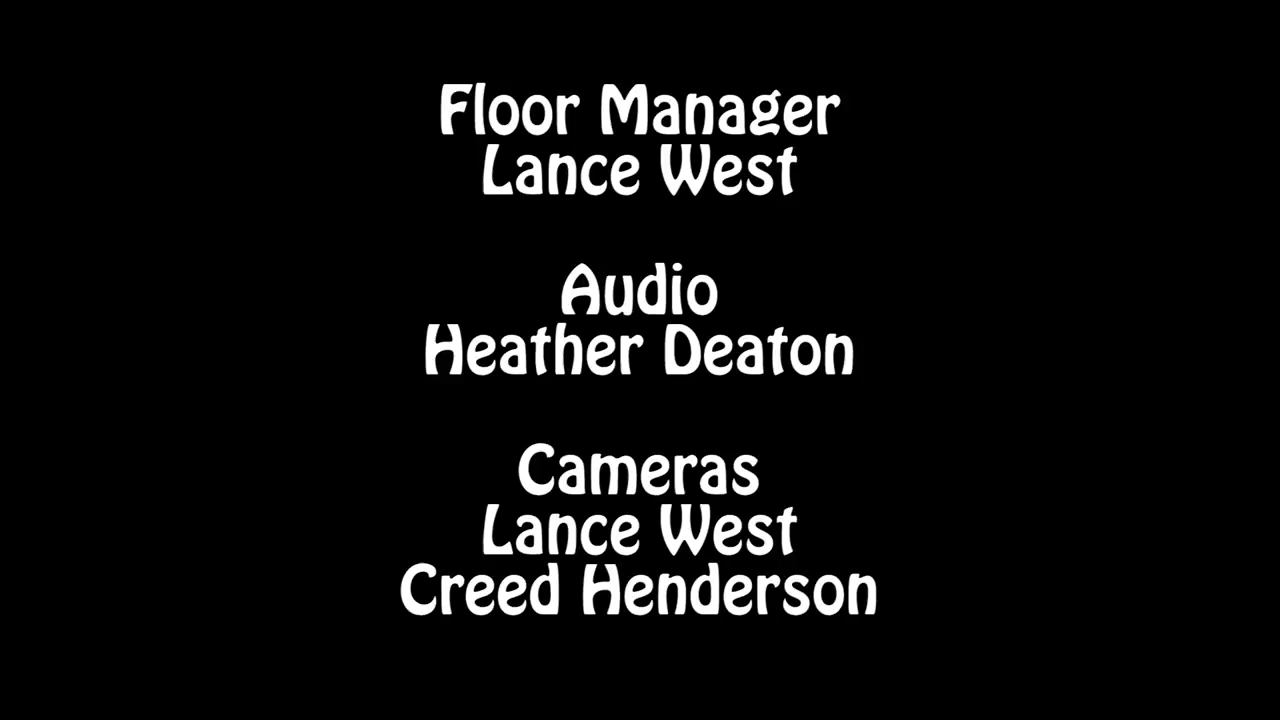 Floor Manager
Lance West
Audio
Heather Deaton
Cameras
Lance West
Creed Henderson